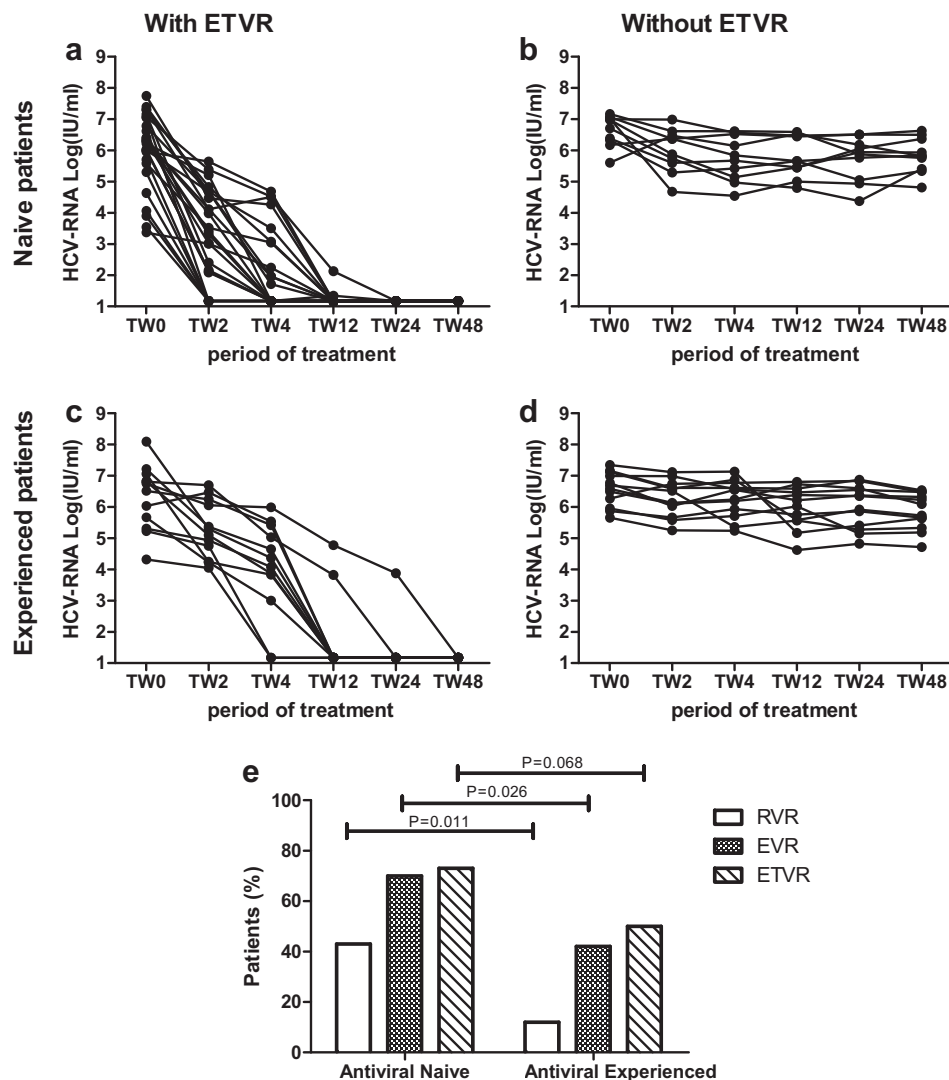 With ETVR
Without ETVR
Naive patients
a
HCV-RNA Log(IU/ml)
9
8
7
6
5
4
3
2
1
TW0 TW2 TW4 TW12 TW24 TW48
period of treatment
b
HCV-RNA Log(IU/ml)
9
8
7
6
5
4
3
2
1
TW0 TW2 TW4 TW12 TW24 TW48
period of treatment
Experienced patients
c
HCV-RNA Log(IU/ml)
9
8
7
6
5
4
3
2
1
TW0 TW2 TW4 TW12 TW24 TW48
period of treatment
d
HCV-RNA Log(IU/ml)
9
8
7
6
5
4
3
2
1
TW0 TW2 TW4 TW12 TW24 TW48
period of treatment
e
P=0.068
P=0.026
P=0.011
Patients (%)
100
80
60
40
20
0
Antiviral Naive Antiviral Experienced
RVR
EVR
ETVR